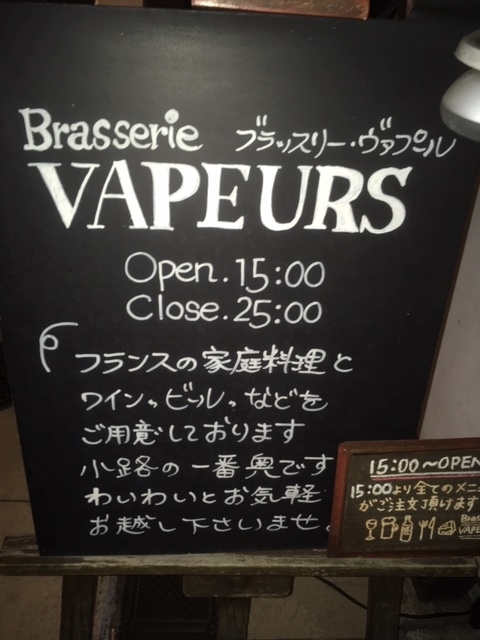 Brasserie ブラッスリー・ヴァプール
VAPEURS
Open.15:00
Close.25:00
フランスの家庭料理と
ワイン、ビール、などを
ご用意しております
小路の一番奥です
わいわいとお気軽
お越し下さいませ。
15:00〜OPEN
15:00より全てのメニュ
がご注文頂けます